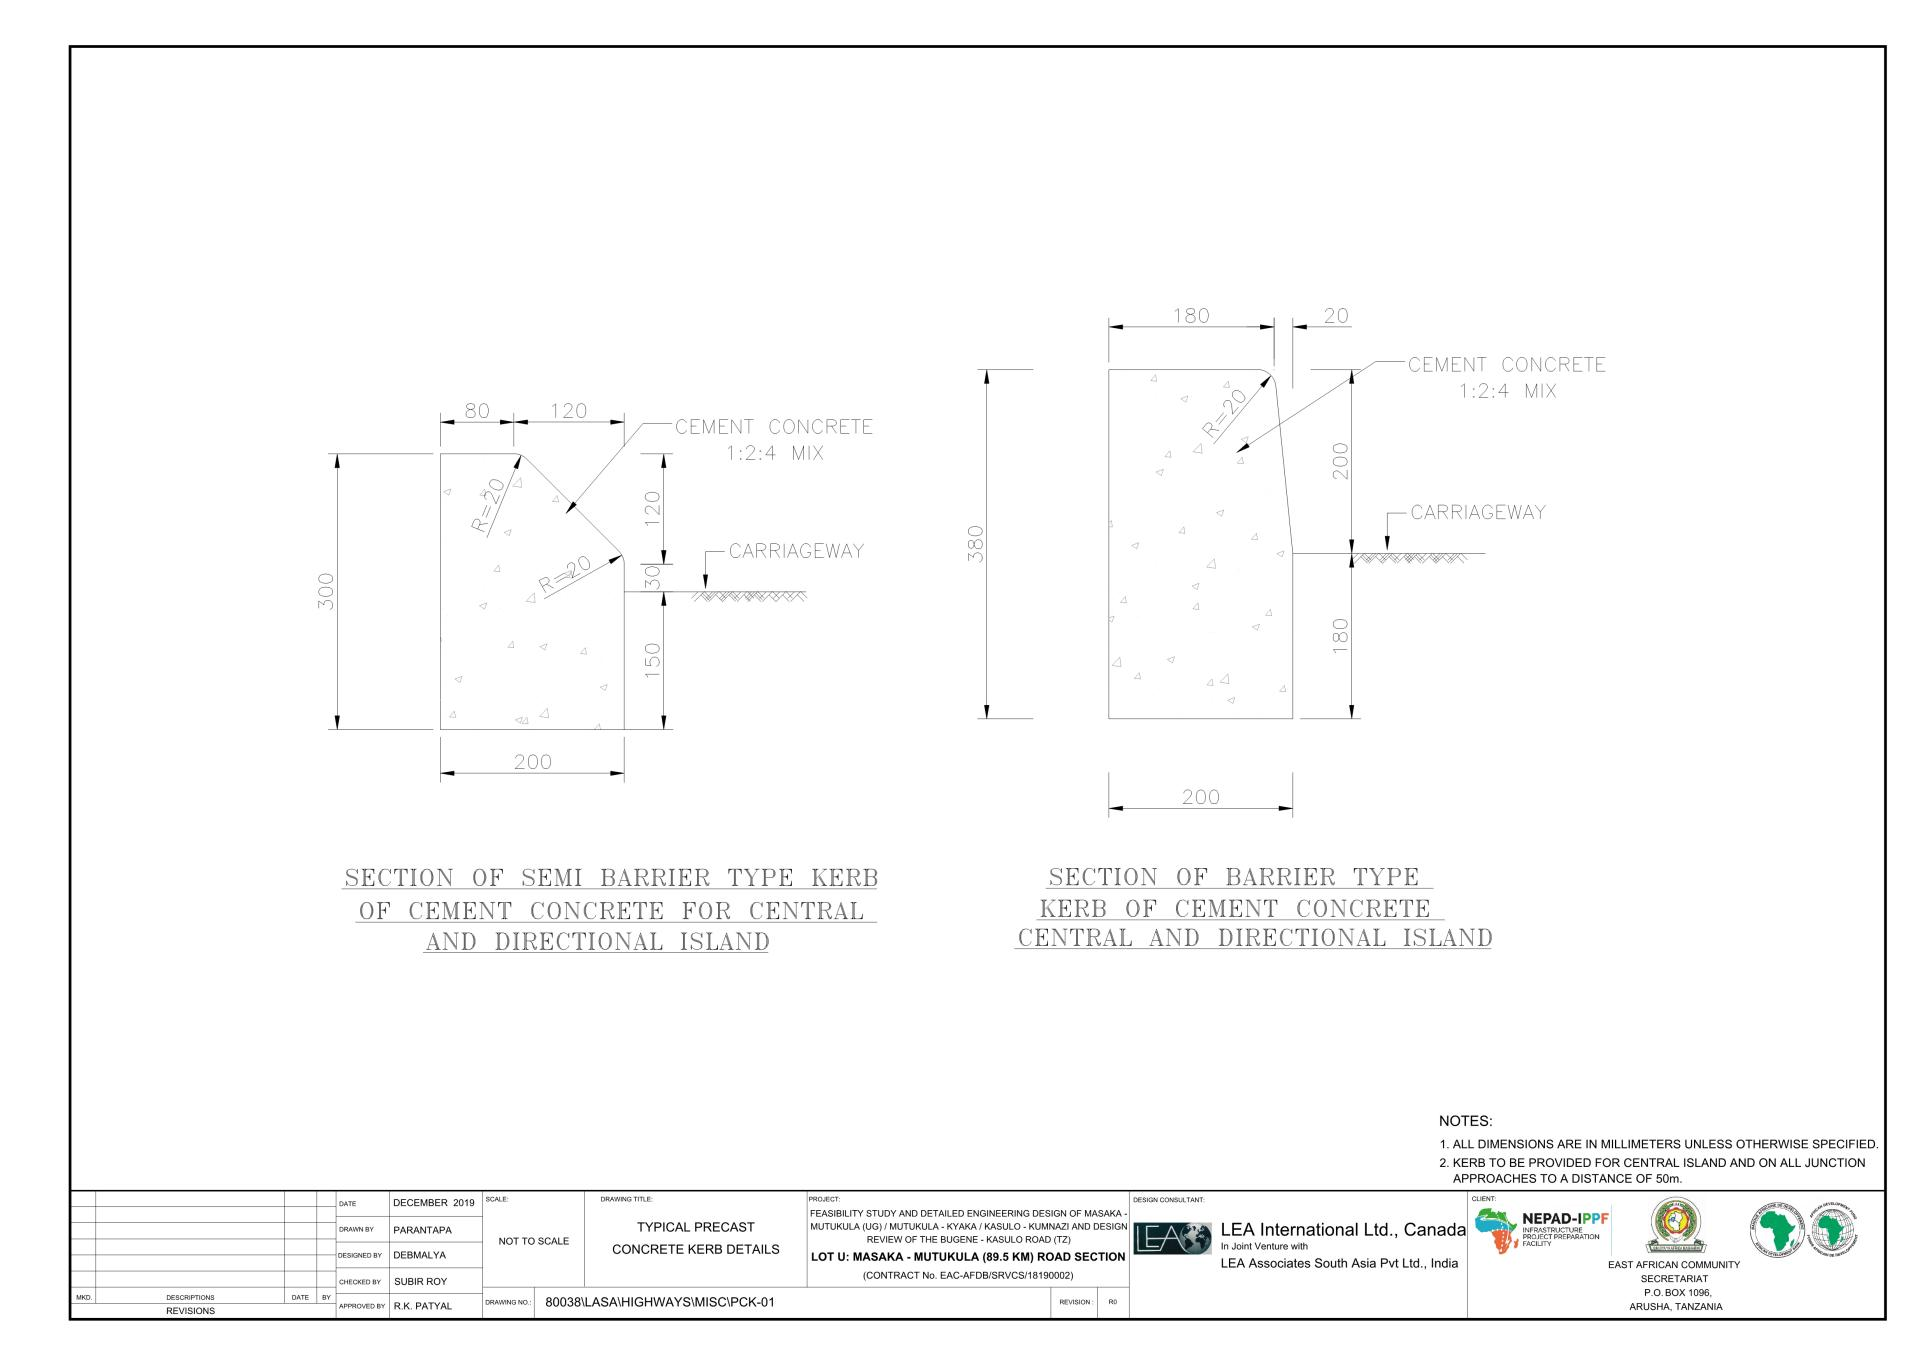 180
20
CEMENT CONCRETE
1:2:4 MIX
R=20
200
380
CARRIAGEWAY
180
200
80
120
CEMENT CONCRETE
1:2:4 MIX
R=20
120
R=20
CARRIAGEWAY
30
300
150
200
SECTION OF SEMI BARRIER TYPE KERB
OF CEMENT CONCRETE FOR CENTRAL
AND DIRECTIONAL ISLAND
SECTION OF BARRIER TYPE
KERB OF CEMENT CONCRETE
CENTRAL AND DIRECTIONAL ISLAND
NOTES:
1. ALL DIMENSIONS ARE IN MILLIMETERS UNLESS OTHERWISE SPECIFIED.
2. KERB TO BE PROVIDED FOR CENTRAL ISLAND AND ON ALL JUNCTION
APPROACHES TO A DISTANCE OF 50m.
MKD.
DESCRIPTIONS
DATE
BY
REVISIONS
DATE
DECEMBER 2019
DRAWN BY
PARANTAPA
DESIGNED BY
DEBMALYA
CHECKED BY
SUBIR ROY
APPROVED BY
R.K. PATYAL
SCALE:
NOT TO SCALE
DRAWING TITLE:
TYPICAL PRECAST
CONCRETE KERB DETAILS
DRAWING NO.:
80038\LASA\HIGHWAYS\MISC\PCK-01
REVISION :
R0
PROJECT:
FEASIBILITY STUDY AND DETAILED ENGINEERING DESIGN OF MASAKA -
MUTUKULA (UG) / MUTUKULA - KYAKA / KASULO - KUMNAZI AND DESIGN
REVIEW OF THE BUGENE - KASULO ROAD (TZ)
LOT U: MASAKA - MUTUKULA (89.5 KM) ROAD SECTION
(CONTRACT No. EAC-AFDB/SRVCS/18190002)
DESIGN CONSULTANT:
LEA
LEA International Ltd., Canada
In Joint Venture with
LEA Associates South Asia Pvt Ltd., India
CLIENT:
NEPAD-IPPF
INFRASTRUCTURE
PROJECT PREPARATION
FACILITY
EAST AFRICAN COMMUNITY
SECRETARIAT
P.O. BOX 1096,
ARUSHA, TANZANIA